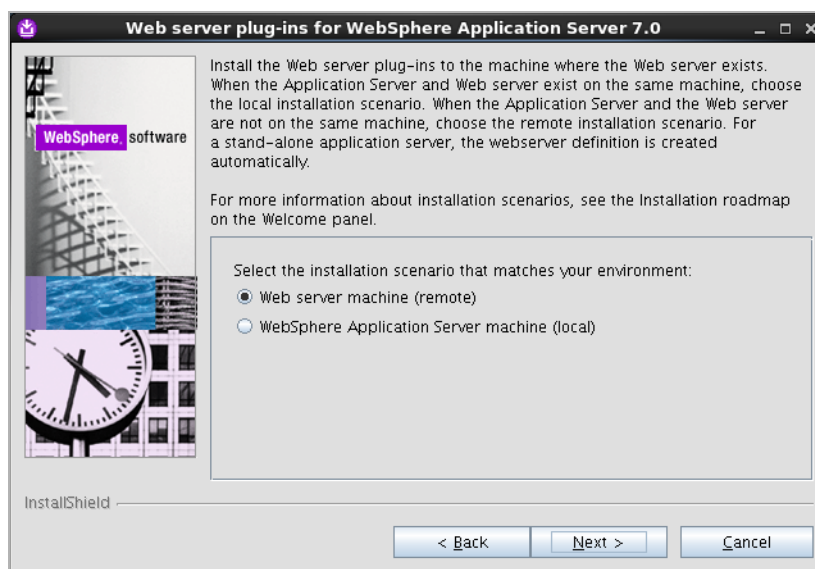 Web server plug-ins for WebSphere Application Server 7.0
Install the Web server plug-ins to the machine where the Web server exists.
When the Application Server and Web server exist on the same machine, choose
the local installation scenario. When the Application Server and the Web server
are not on the same machine, choose the remote installation scenario. For
a stand-alone application server, the webserver definition is created
automatically.
For more information about installation scenarios, see the Installation roadmap
on the Welcome panel.
WebSphere. software
Select the installation scenario that matches your environment:
Web server machine (remote)
WebSphere Application Server machine (local)
InstallShield
< Back
Next >
Cancel